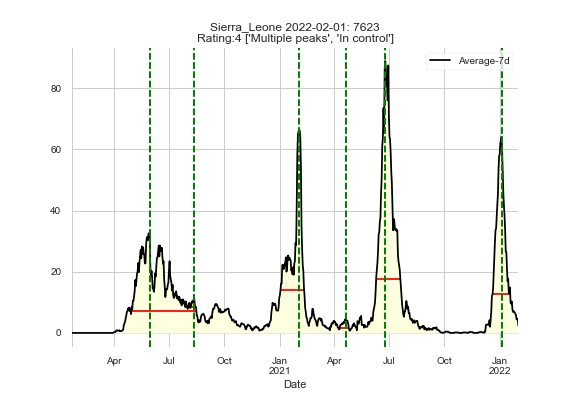 Sierra_Leone 2022-02-01: 7623
Rating:4 ['Multiple peaks', 'In control']
Average-7d
80
60
40
20
0
Apr Jul Oct Jan Apr Jul Oct Jan
2021 2022
Date